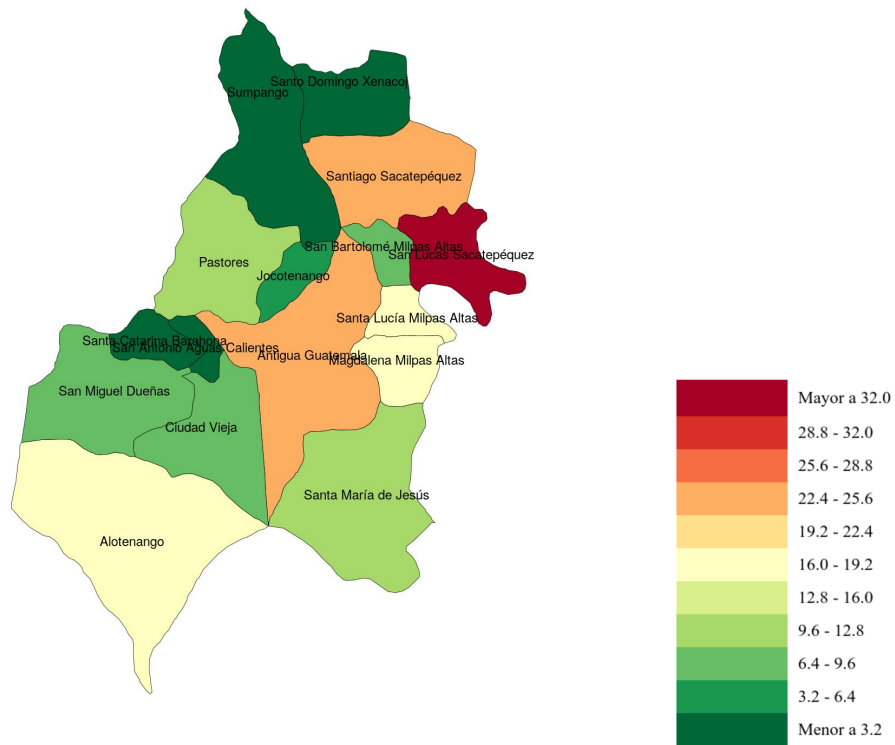 Santo Domingo Xenacoj
Sumpango
Santiago Sacatepéquez
San Bartolomé Milpas Altas
San Lucas Sacatepéquez
Pastores
Jocotenango
Santa Lucía Milpas Altas
Santa Catarina Barahona
San Antonio Aguas Calientes
Antigua Guatemala
Magdalena Milpas Altas
San Miguel Dueñas
Ciudad Vieja
Santa María de Jesús
Alotenango
Mayor a 32.0
28.8 - 32.0
25.6 - 28.8
22.4 - 25.6
19.2 - 22.4
16.0 - 19.2
12.8 - 16.0
9.6 - 12.8
6.4 - 9.6
3.2 - 6.4
Menor a 3.2